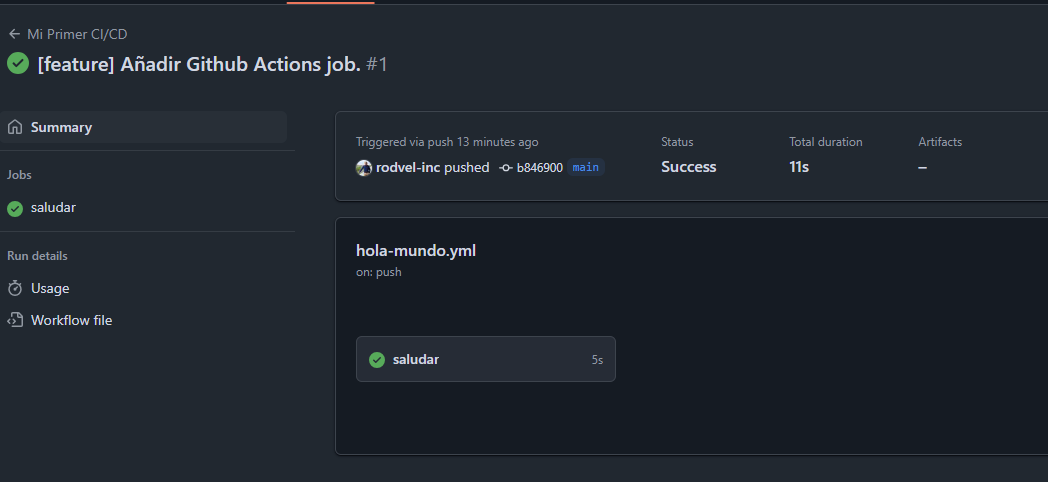 Mi Primer CI/CD
[feature] Añadir Github Actions job. #1
Summary
Jobs
saludar
Run details
Usage
Workflow file
Triggered via push 13 minutes ago
rodvel-inc pushed b846900 main
Status
Success
Total duration
11s
Artifacts
–
hola-mundo.yml
on: push
saludar 5s